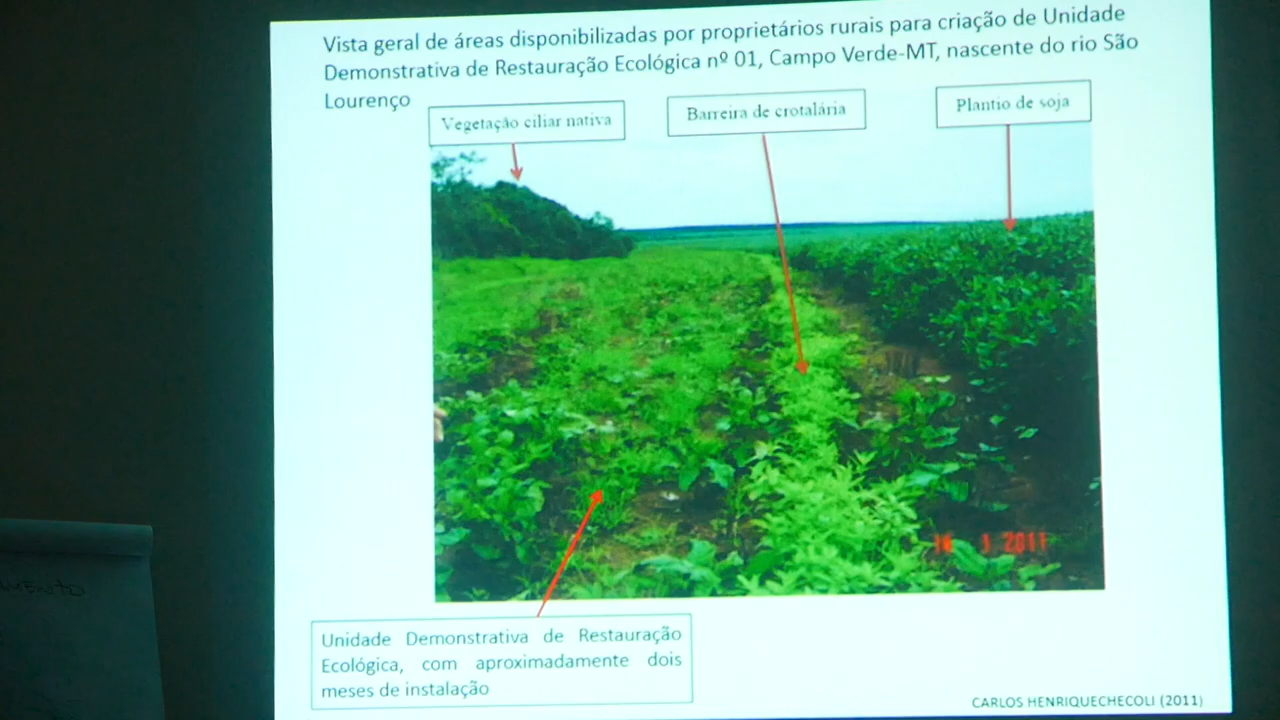 Vista geral de áreas disponibilizadas por proprietários rurais para criação de Unidade
Demonstrativa de Restauração Ecológica nº 01, Campo Verde-MT, nascente do rio São
Lourenço
Vegetação ciliar nativa
Barreira de crotalária
Plantio de soja
2011
Unidade Demonstrativa de Restauração
Ecológica, com aproximadamente dois
meses de instalação
CARLOS HENRIQUECHECOLI (2011)